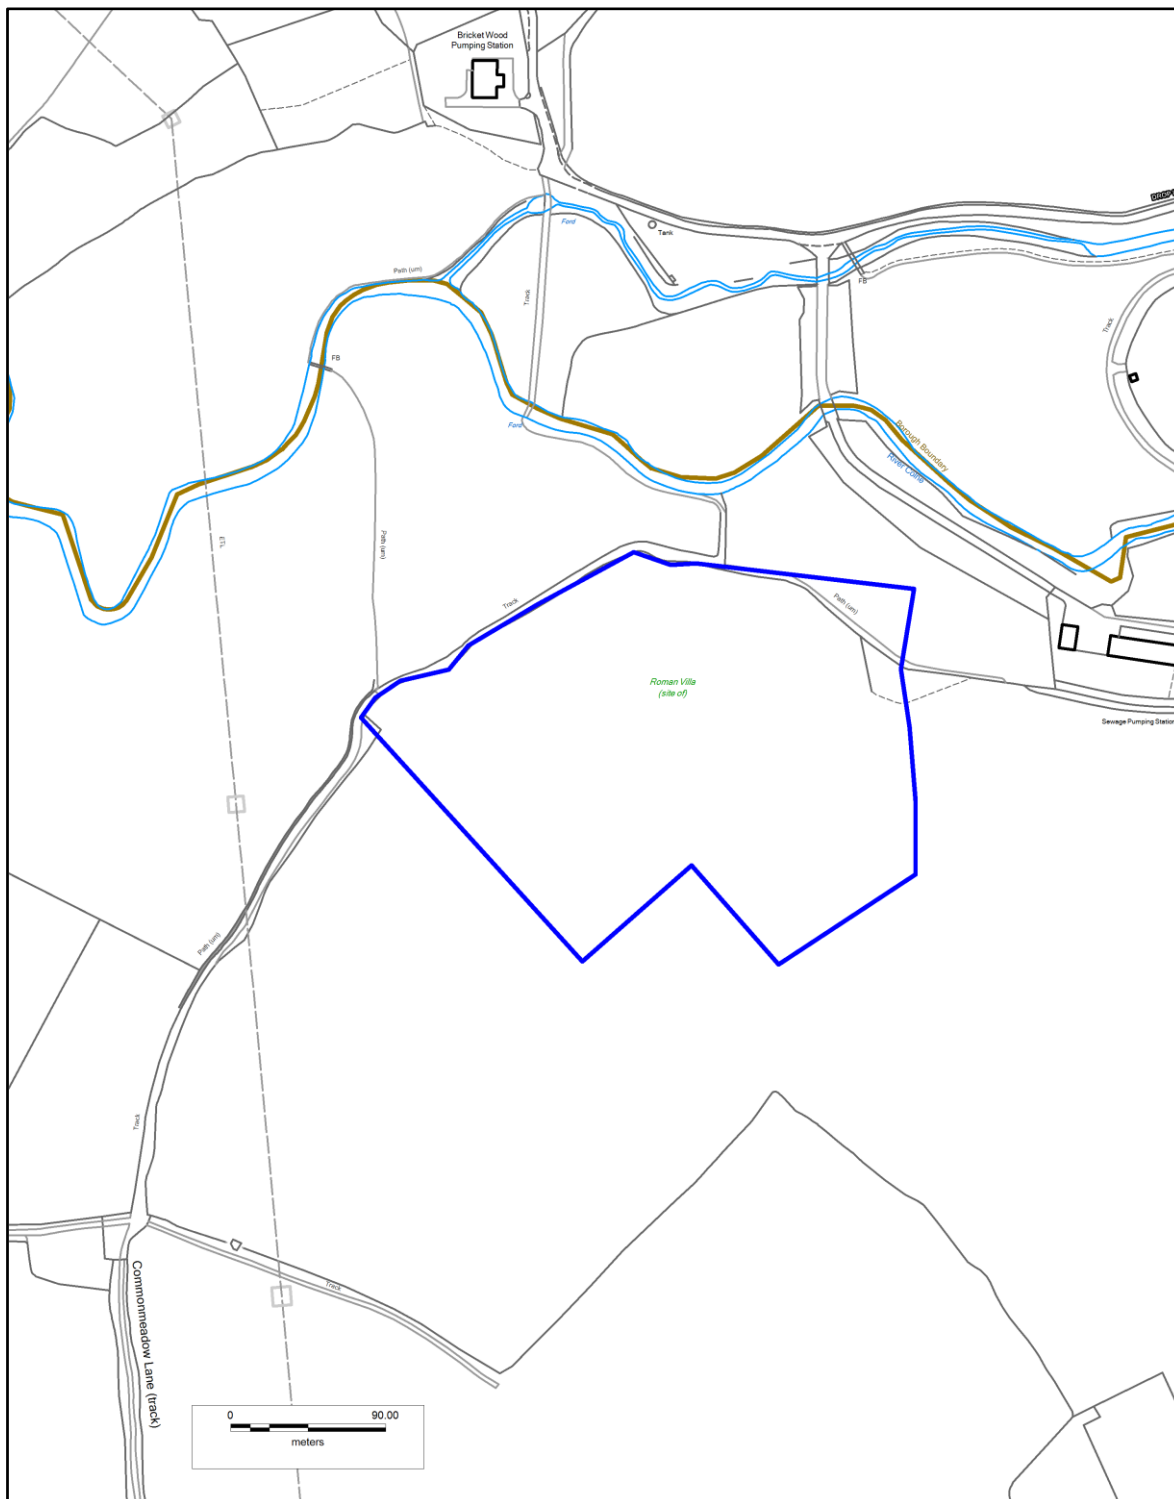 Bricket Wood
Pumping Station
Ford
Tank
Path (um)
Track
FB
Track
FB
Ford
Borough Boundary
River Colne
ETL
Path (um)
Track
Path (um)
Roman Villa
(site of)
Sewage Pumping Station
Path (um)
Track
Track
Commonmeadow Lane (track)
0 90.00
meters